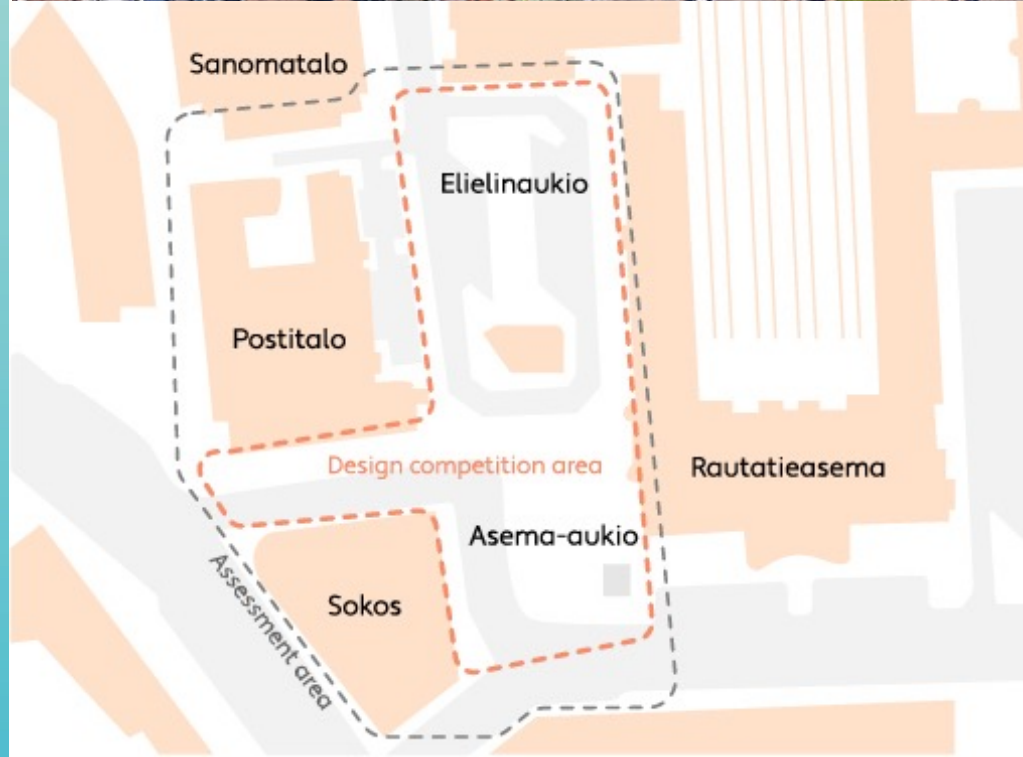 Sanomatalo
Elielinaukio
Postitalo
Design competition area
Rautatieasema
Asema-aukio
Assessment area
Sokos